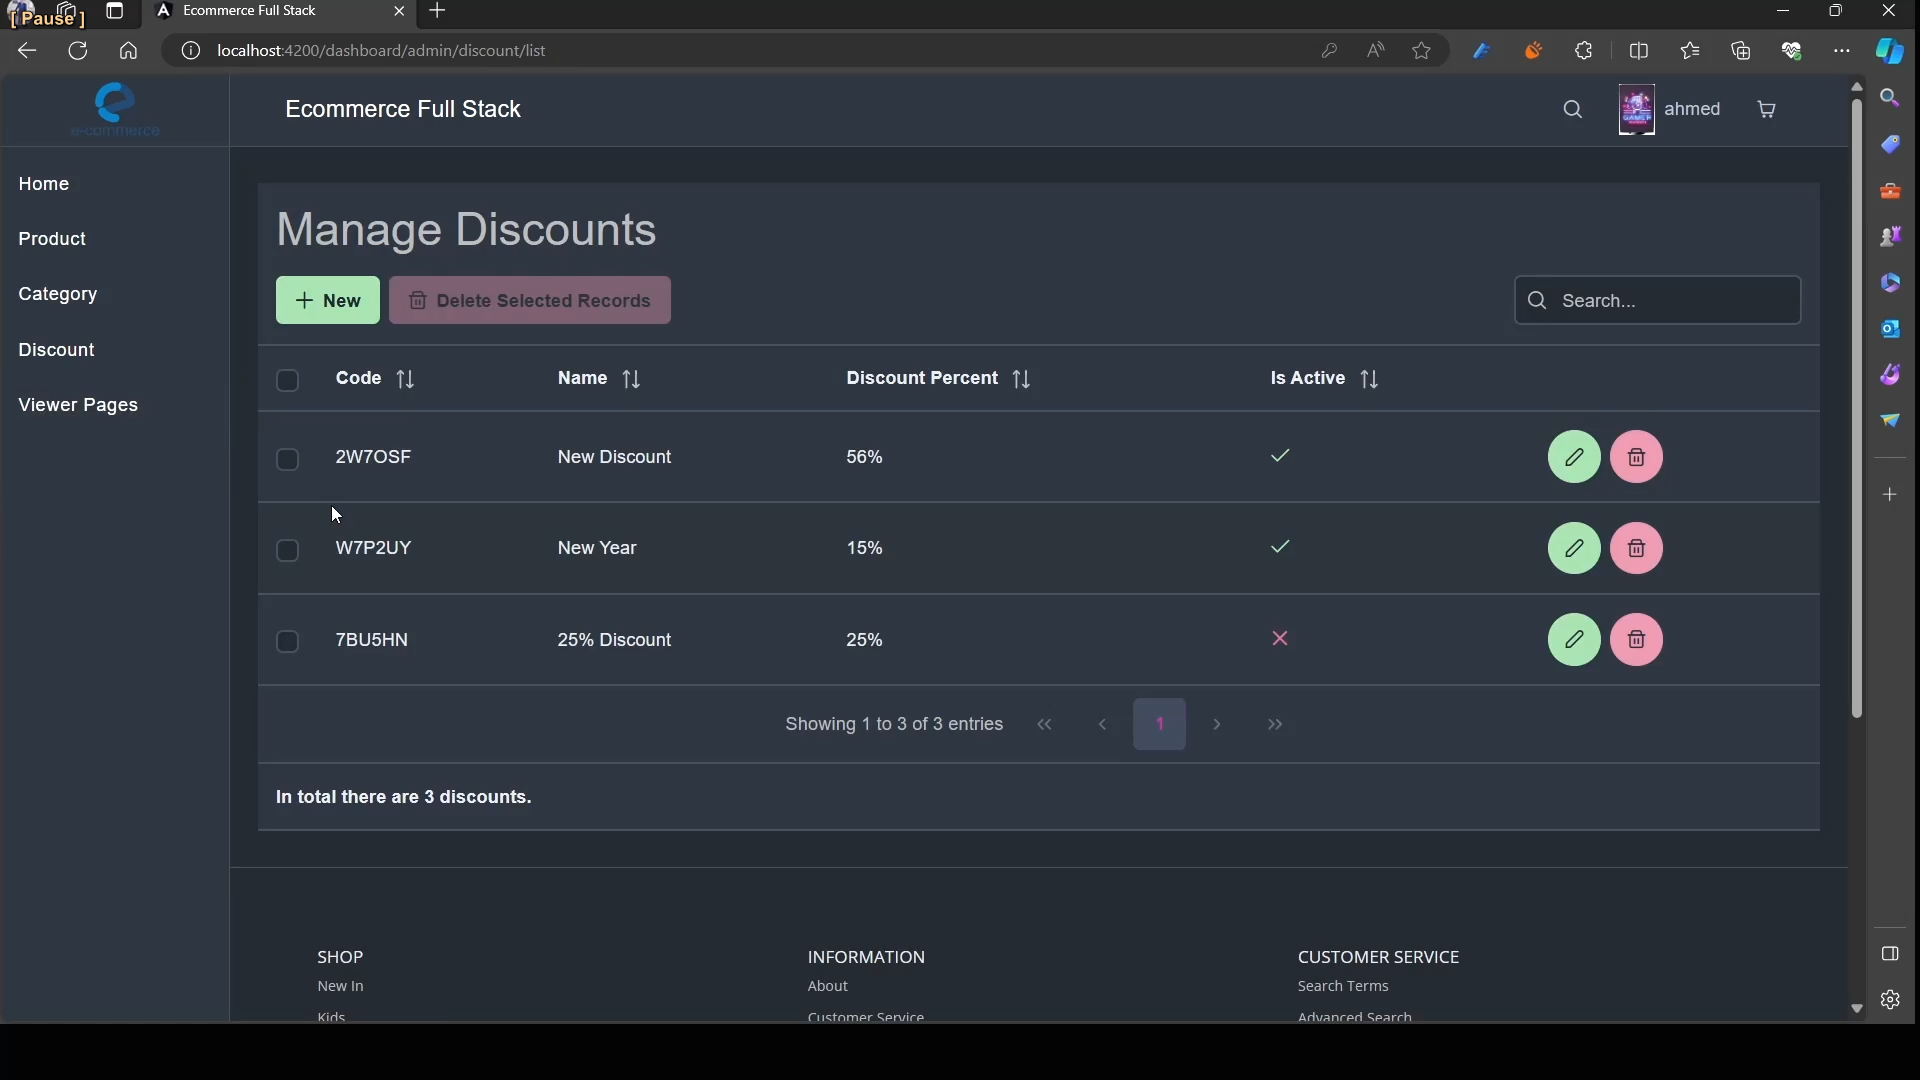 [ Pause ]
Ecommerce Full Stack
localhost:4200/dashboard/admin/discount/list
e-commerce
Ecommerce Full Stack
ahmed
Home
Product
Category
Discount
Viewer Pages
Manage Discounts
New
Delete Selected Records
Search...
Code Name Discount Percent Is Active
2W7OSF New Discount 56%
W7P2UY New Year 15%
7BU5HN 25% Discount 25%
Showing 1 to 3 of 3 entries « ‹ 1 › »
In total there are 3 discounts.
SHOP INFORMATION CUSTOMER SERVICE
New In About Search Terms
Kids Customer Service Advanced Search